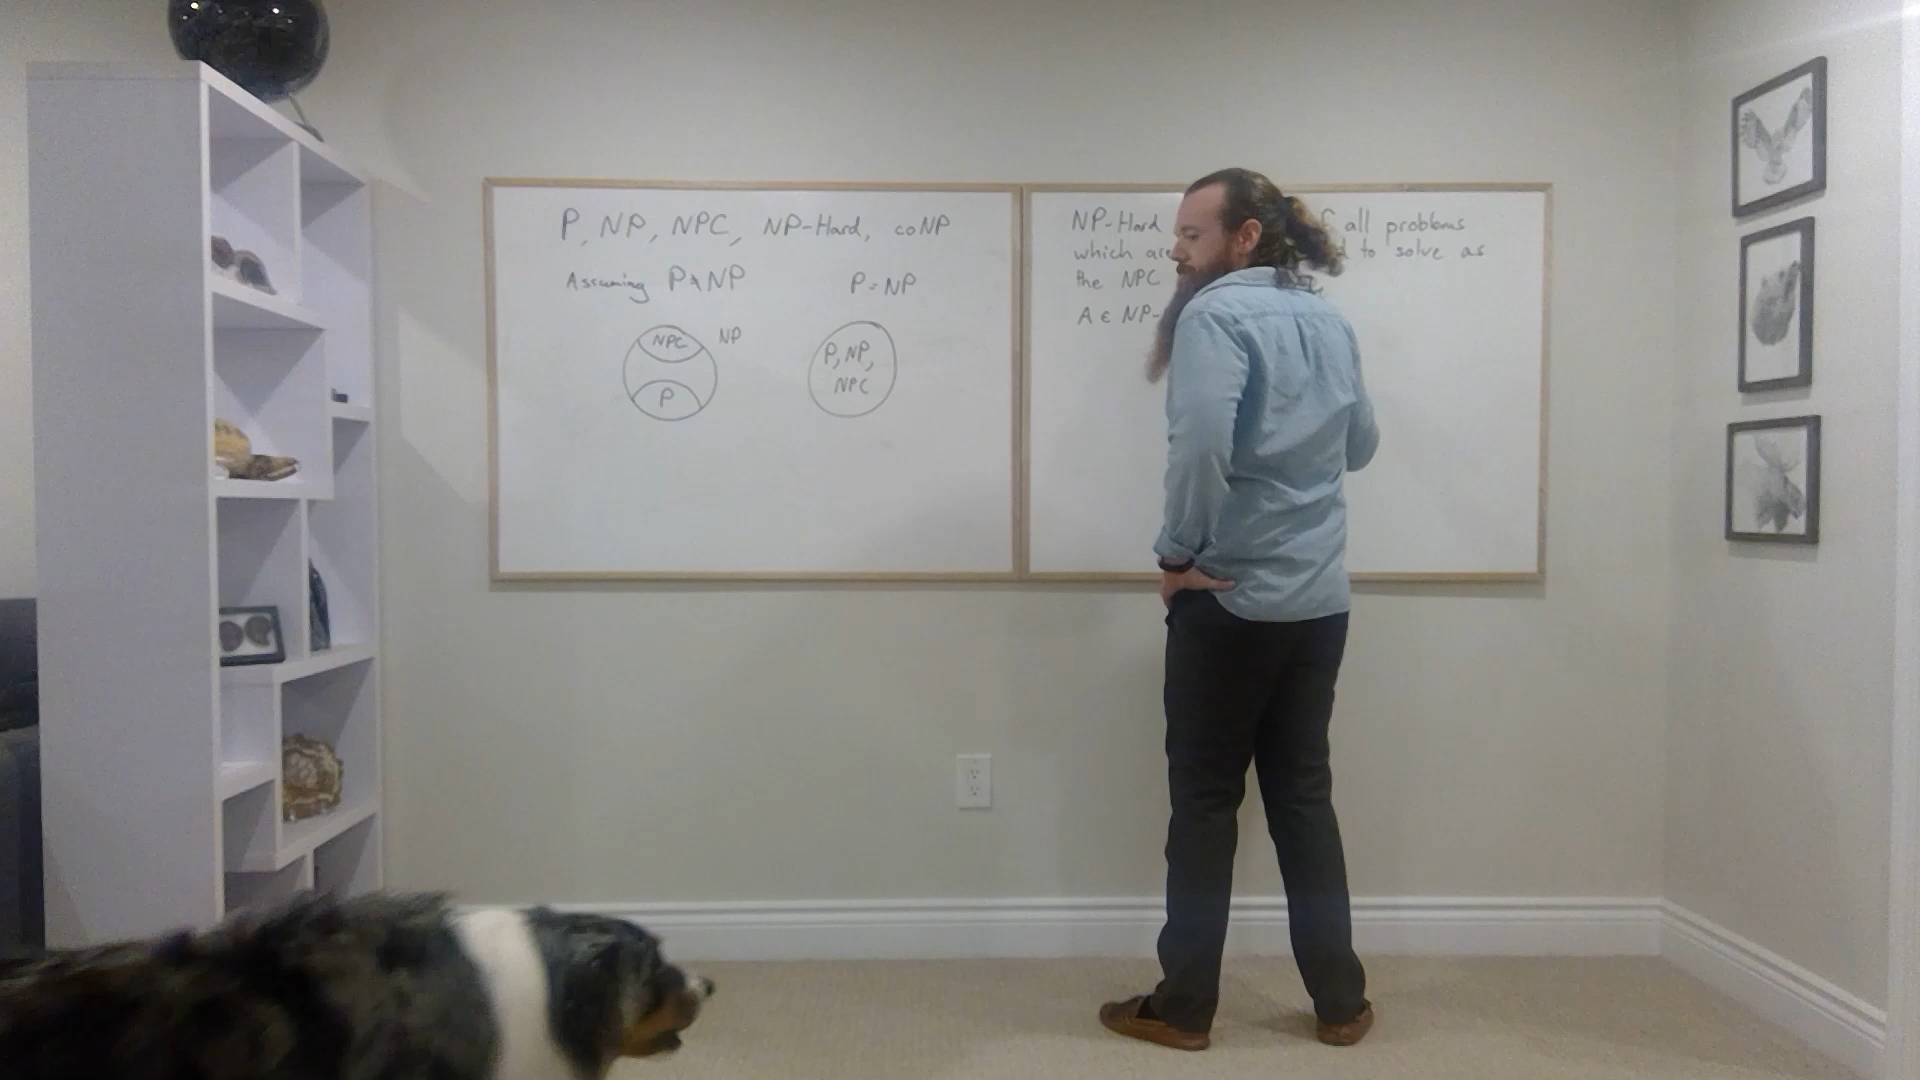 P, NP, NPC, NP-Hard, coNP
Assuming P≠NP
P=NP
NPC
NP
P
P, NP,
NPC
NP-Hard all problems
which are to solve as
the NPC
A ∈ NP-